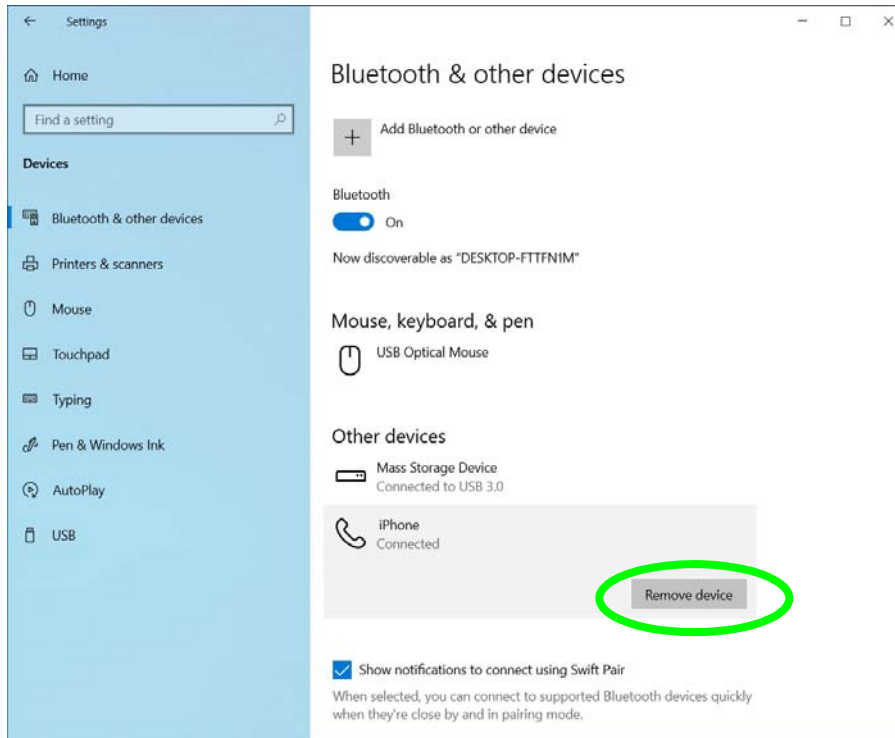 Settings
Home
Find a setting
Devices
Bluetooth & other devices
Printers & scanners
Mouse
Touchpad
Typing
Pen & Windows Ink
AutoPlay
USB
Bluetooth & other devices
Add Bluetooth or other device
Bluetooth
On
Now discoverable as "DESKTOP-FTTFN1M"
Mouse, keyboard, & pen
USB Optical Mouse
Other devices
Mass Storage Device
Connected to USB 3.0
iPhone
Connected
Remove device
Show notifications to connect using Swift Pair
When selected, you can connect to supported Bluetooth devices quickly
when they're close by and in pairing mode.